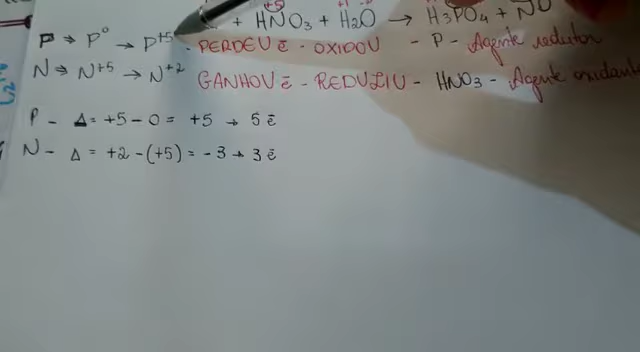 + HNO₃ + H₂O → H₃PO₄ + NO
P → P⁰ → P⁺⁵ - PERDEU ē - OXIDOU - P - Agente redutor
N → N⁺⁵ → N⁺² GANHOU ē - REDUZIU - HNO₃ - Agente oxidante
P - Δ = +5 - 0 = +5 → 5 ē
N - Δ = +2 - (+5) = -3 → 3 ē